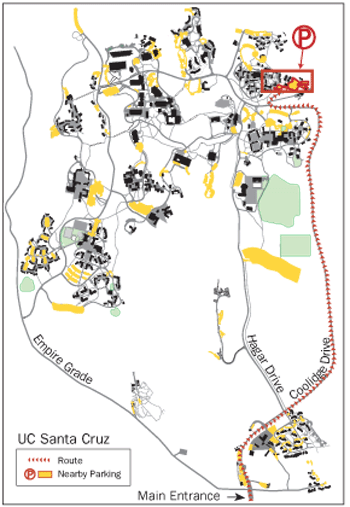 P
Empire Grade
Hagar Drive
Coolidge Drive
UC Santa Cruz
Route
P Nearby Parking
Main Entrance